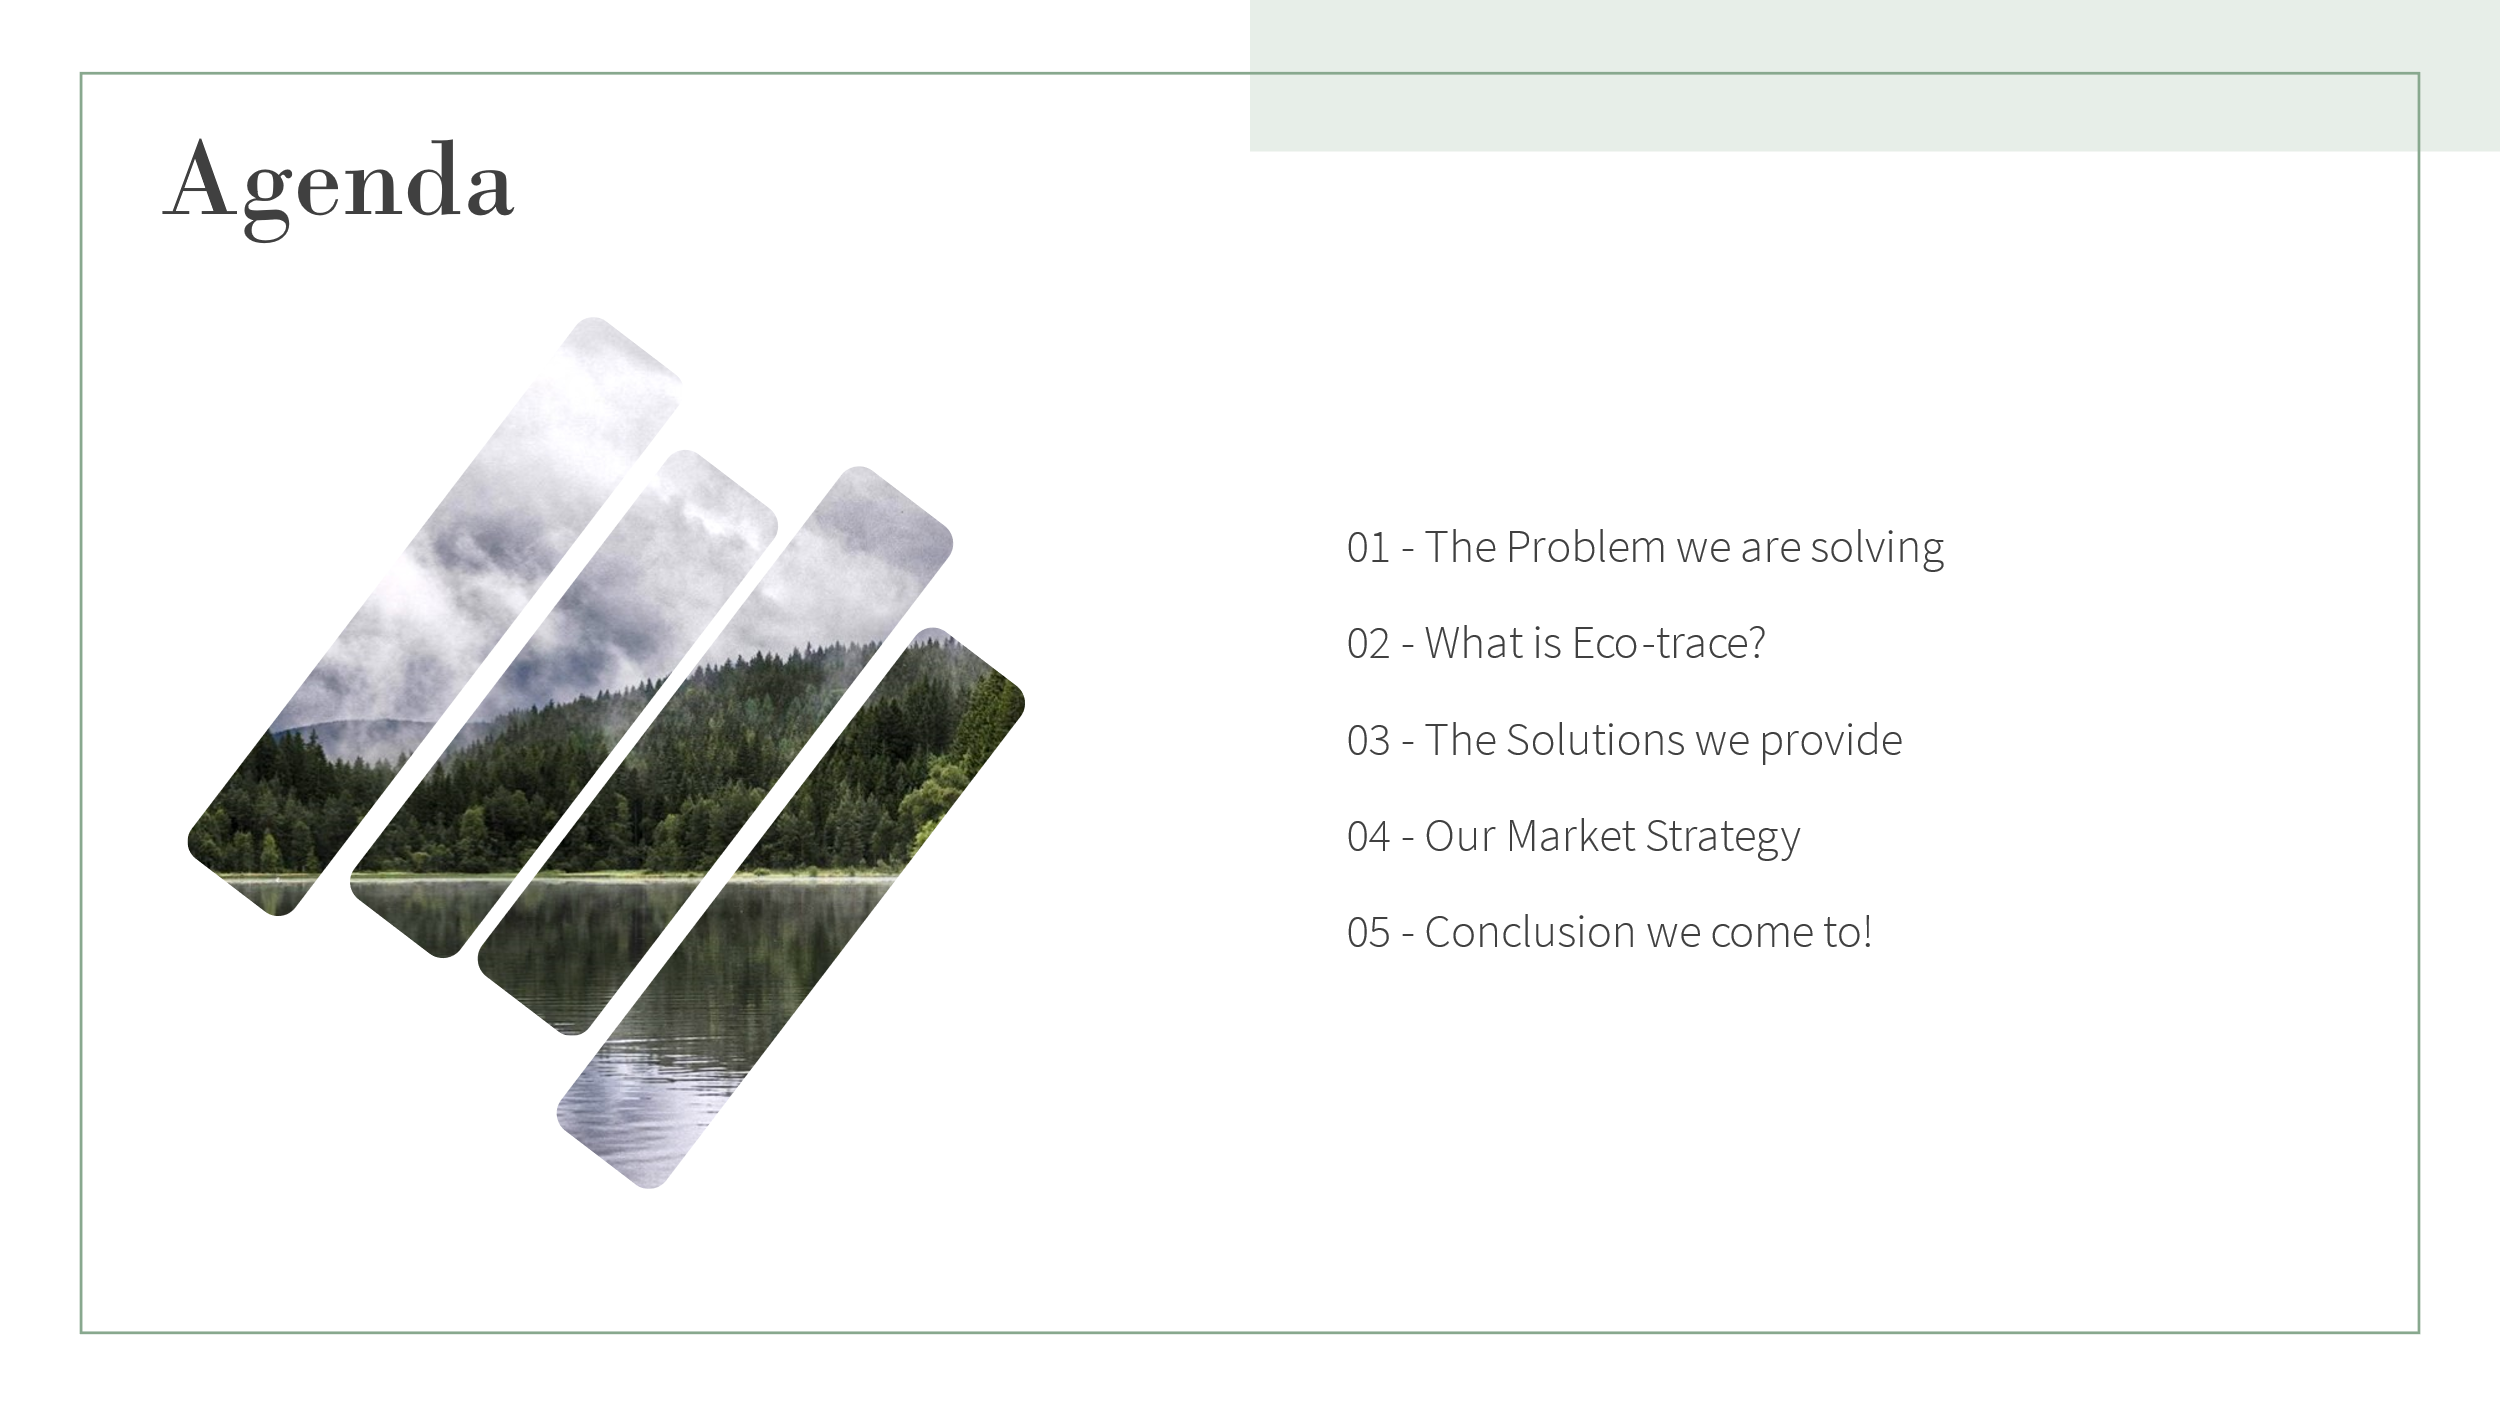 Agenda
01 - The Problem we are solving
02 - What is Eco-trace?
03 - The Solutions we provide
04 - Our Market Strategy
05 - Conclusion we come to!